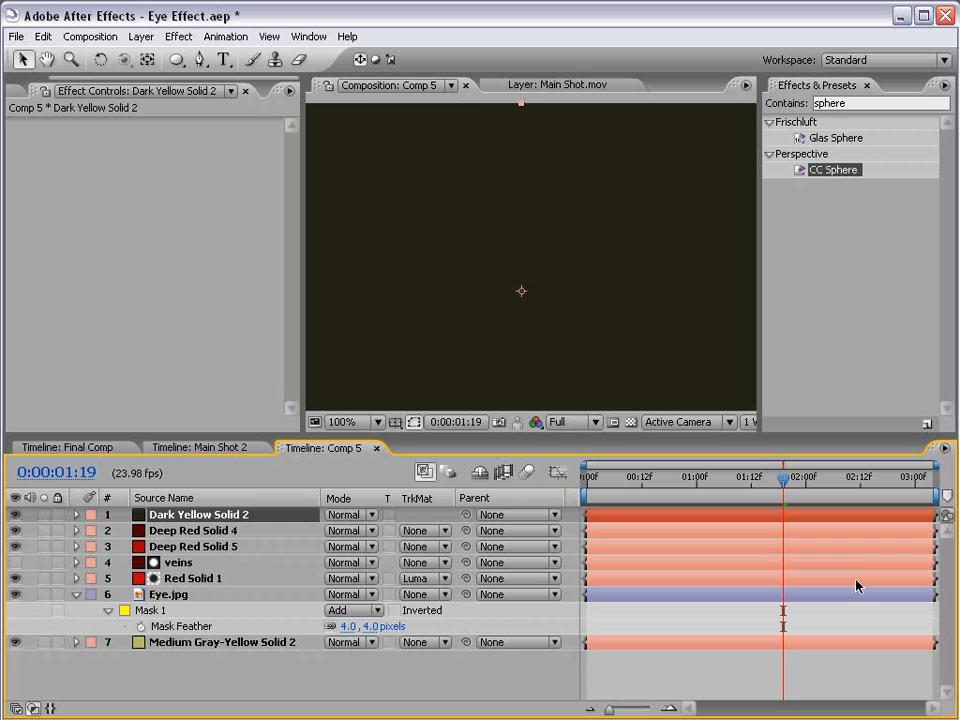 Adobe After Effects - Eye Effect.aep *
File Edit Composition Layer Effect Animation View Window Help
Workspace: Standard
Effect Controls: Dark Yellow Solid 2
Comp 5 * Dark Yellow Solid 2
Composition: Comp 5
Layer: Main Shot.mov
Effects & Presets
Contains: sphere
Frischluft
Glas Sphere
Perspective
CC Sphere
100% 0:00:01:19 Full Active Camera 1 V
Timeline: Final Comp Timeline: Main Shot 2 Timeline: Comp 5
0:00:01:19 (23.98 fps)
:00f 00:12f 01:00f 01:12f 02:00f 02:12f 03:00f
# Source Name Mode T TrkMat Parent
1 Dark Yellow Solid 2 Normal None
2 Deep Red Solid 4 Normal None None
3 Deep Red Solid 5 Normal None None
4 veins Normal None None
5 Red Solid 1 Normal Luma None
6 Eye.jpg Normal None None
Mask 1 Add Inverted
Mask Feather 4.0, 4.0 pixels
7 Medium Gray-Yellow Solid 2 Normal None None